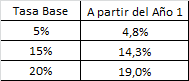 Tasa Base A partir del Año 1
5% 4,8%
15% 14,3%
20% 19,0%